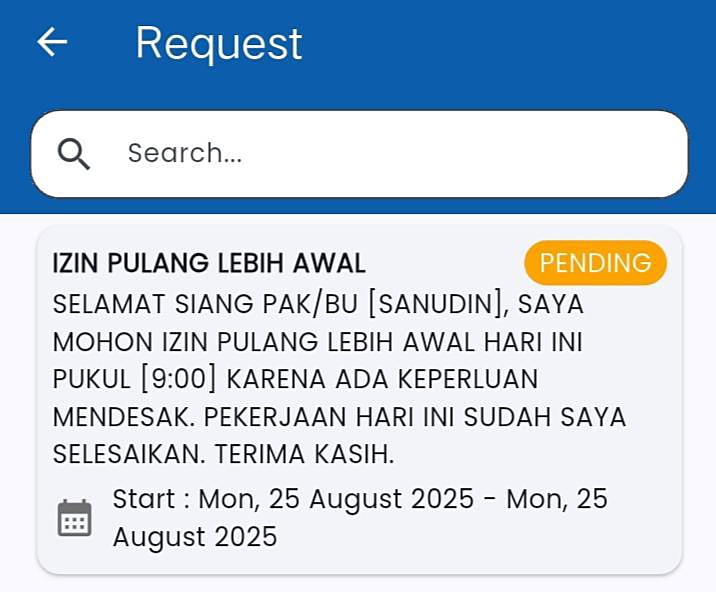 Request
Search...
IZIN PULANG LEBIH AWAL
PENDING
SELAMAT SIANG PAK/BU [SANUDIN], SAYA
MOHON IZIN PULANG LEBIH AWAL HARI INI
PUKUL [9:00] KARENA ADA KEPERLUAN
MENDESAK. PEKERJAAN HARI INI SUDAH SAYA
SELESAIKAN. TERIMA KASIH.
Start : Mon, 25 August 2025 - Mon, 25
August 2025